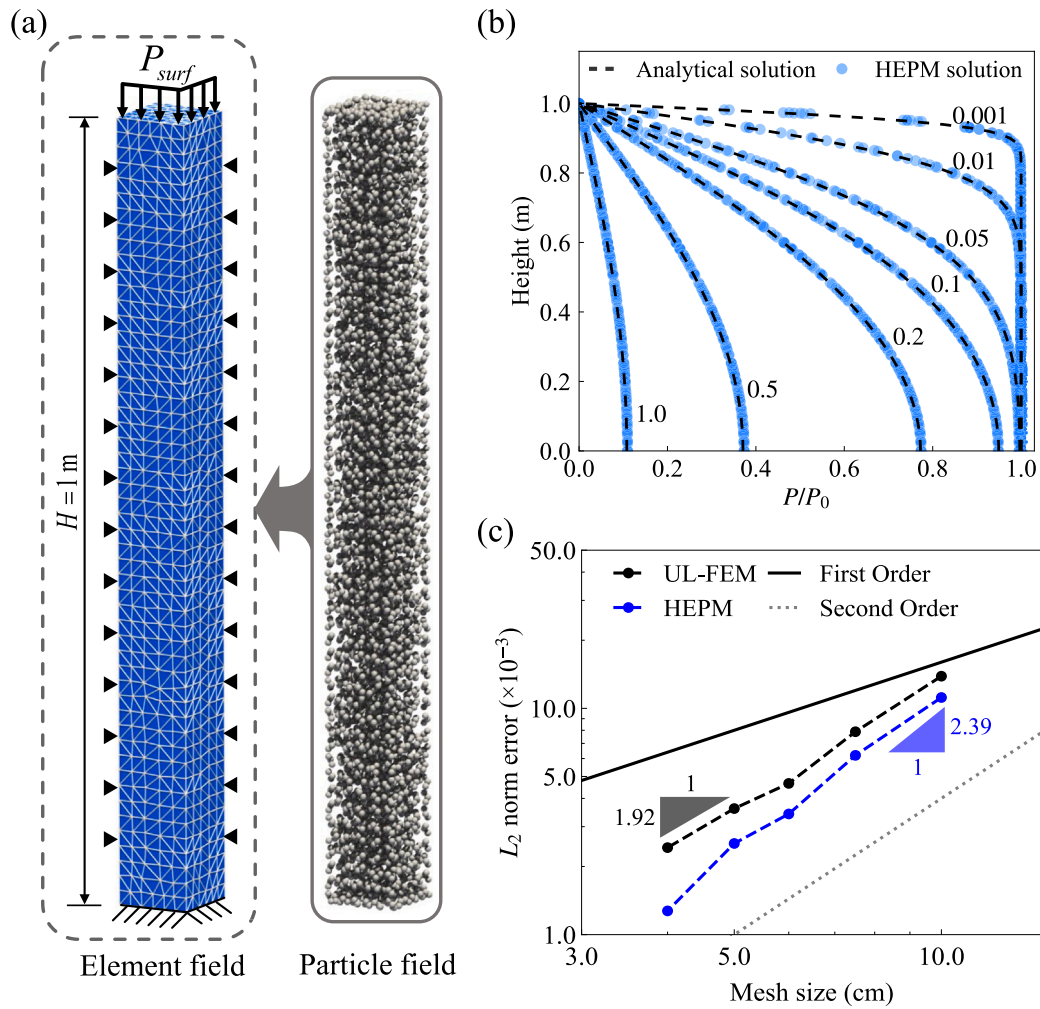 (a)
P_surf
H = 1 m
Element field
Particle field
(b)
Analytical solution
HEPM solution
Height (m)
1.0
0.8
0.6
0.4
0.2
0.0
0.001
0.01
0.05
0.1
0.2
0.5
1.0
0.0
0.2
0.4
0.6
0.8
1.0
P/P₀
(c)
UL-FEM
First Order
HEPM
Second Order
L₂ norm error (×10⁻³)
50.0
10.0
5.0
1.0
1
1.92
2.39
1
3.0
5.0
10.0
Mesh size (cm)